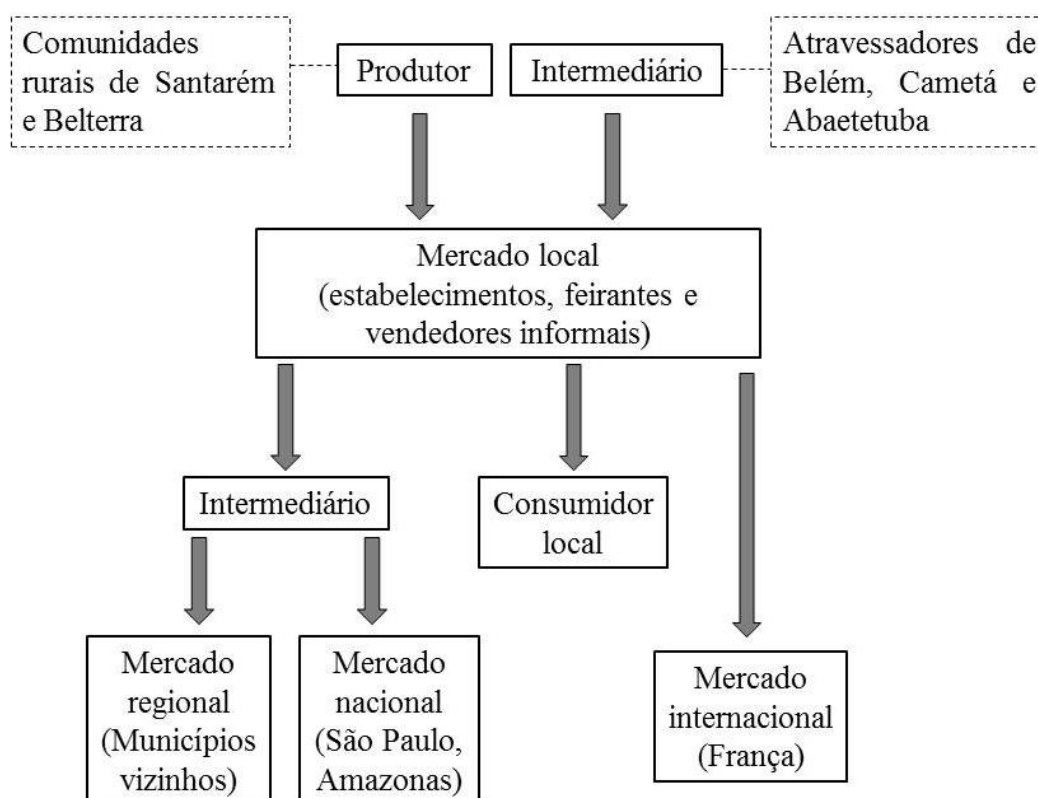 Comunidades
rurais de Santarém
e Belterra
Produtor
Intermediário
Atravessadores de
Belém, Cametá e
Abaetetuba
Mercado local
(estabelecimentos, feirantes e
vendedores informais)
Intermediário
Consumidor
local
Mercado
regional
(Municípios
vizinhos)
Mercado
nacional
(São Paulo,
Amazonas)
Mercado
internacional
(França)